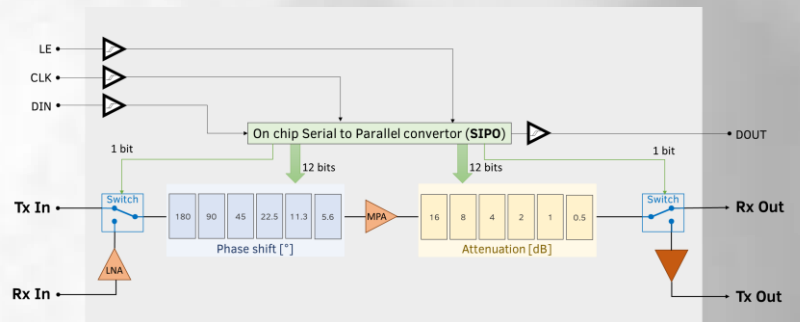 LE
CLK
DIN
On chip Serial to Parallel convertor (SIPO)
DOUT
1 bit
12 bits
12 bits
1 bit
Tx In
Switch
180 90 45 22.5 11.3 5.6
MPA
16 8 4 2 1 0.5
Switch
Rx Out
Phase shift [°]
Attenuation [dB]
LNA
Rx In
Tx Out